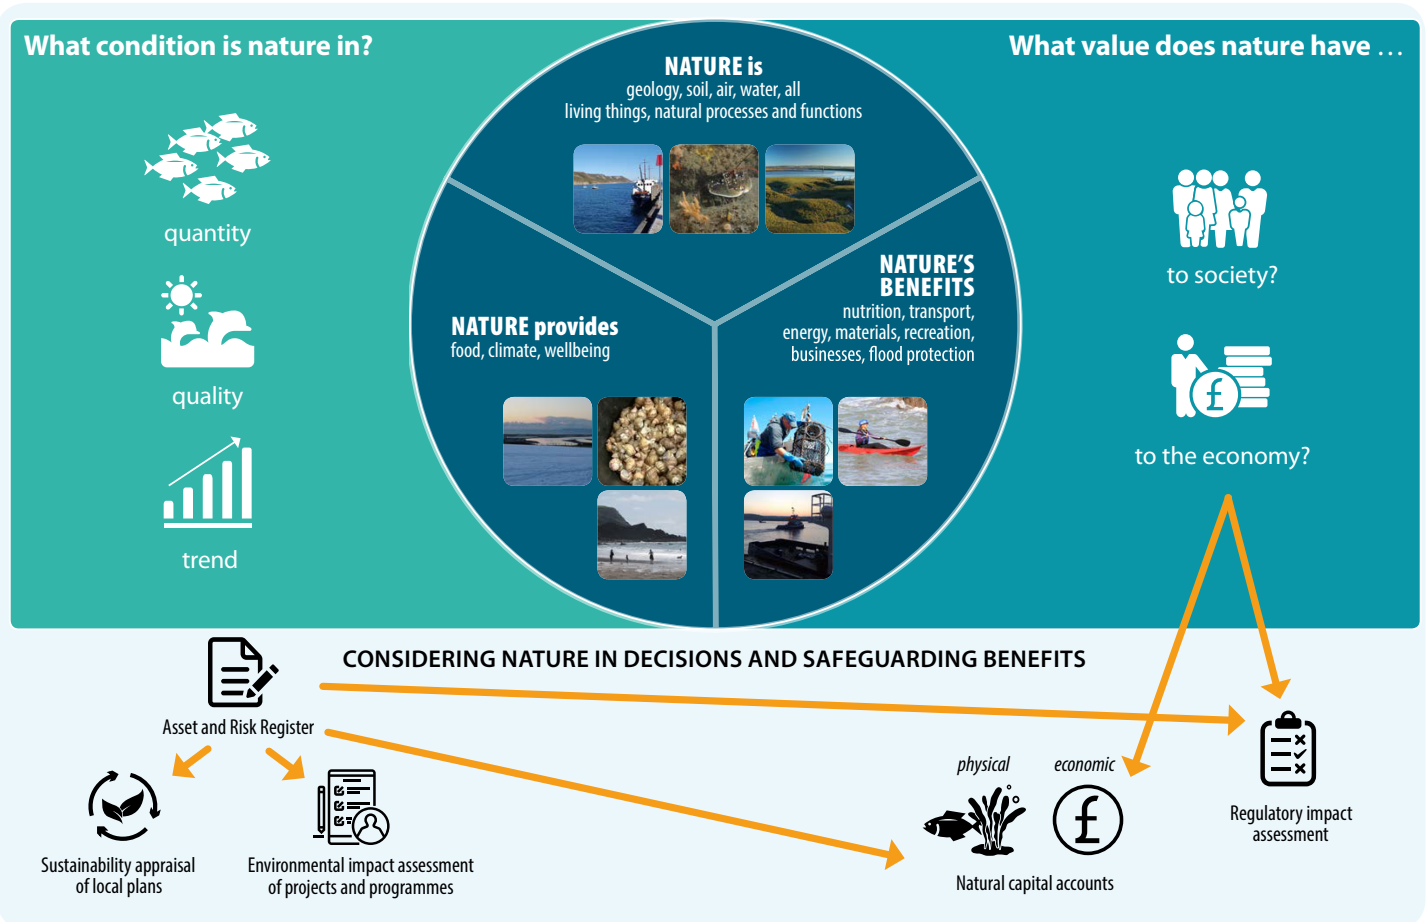 What condition is nature in?
quantity
quality
trend
NATURE is
geology, soil, air, water, all
living things, natural processes and functions
NATURE provides
food, climate, wellbeing
NATURE'S
BENEFITS
nutrition, transport,
energy, materials, recreation,
businesses, flood protection
What value does nature have …
to society?
£
to the economy?
CONSIDERING NATURE IN DECISIONS AND SAFEGUARDING BENEFITS
Asset and Risk Register
Sustainability appraisal
of local plans
Environmental impact assessment
of projects and programmes
physical
economic
£
Natural capital accounts
Regulatory impact
assessment